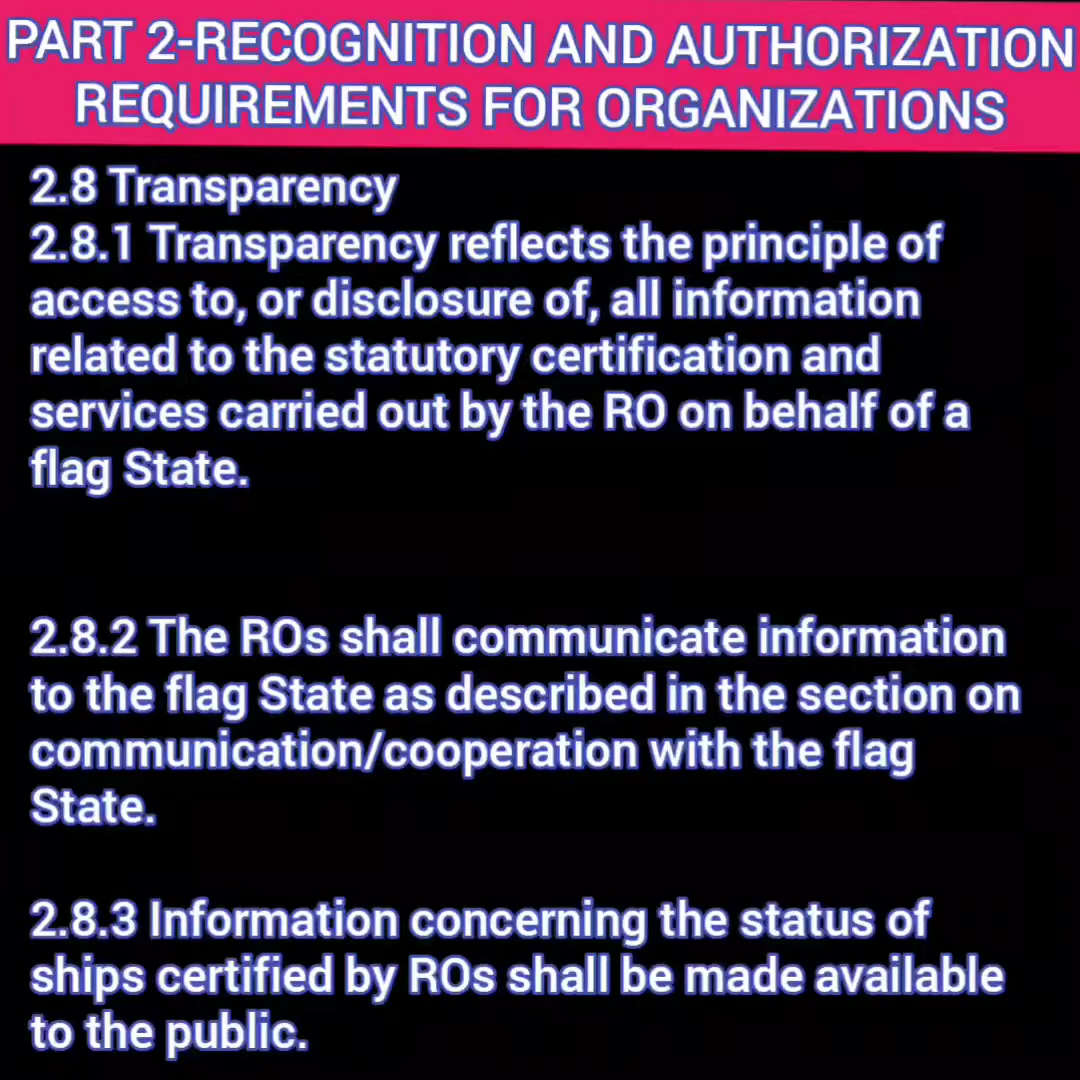 PART 2-RECOGNITION AND AUTHORIZATION
REQUIREMENTS FOR ORGANIZATIONS
2.8 Transparency
2.8.1 Transparency reflects the principle of
access to, or disclosure of, all information
related to the statutory certification and
services carried out by the RO on behalf of a
flag State.
2.8.2 The ROs shall communicate information
to the flag State as described in the section on
communication/cooperation with the flag
State.
2.8.3 Information concerning the status of
ships certified by ROs shall be made available
to the public.